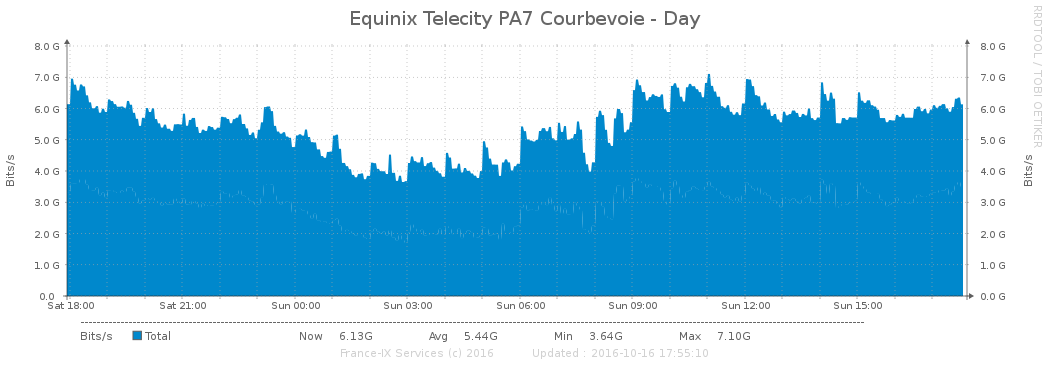 Equinix Telecity PA7 Courbevoie - Day
RRDTOOL / TOBI OETIKER
Bits/s
8.0 G
7.0 G
6.0 G
5.0 G
4.0 G
3.0 G
2.0 G
1.0 G
0.0
8.0 G
7.0 G
6.0 G
5.0 G
4.0 G
3.0 G
2.0 G
1.0 G
0.0 G
Bits/s
Sat 18:00 Sat 21:00 Sun 00:00 Sun 03:00 Sun 06:00 Sun 09:00 Sun 12:00 Sun 15:00
Bits/s Total Now 6.13G Avg 5.44G Min 3.64G Max 7.10G
France-IX Services (c) 2016 Updated : 2016-10-16 17:55:10